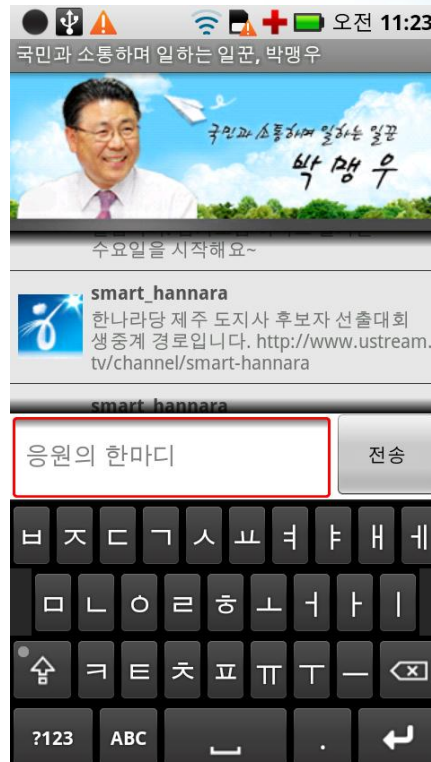 오전 11:23
국민과 소통하며 일하는 일꾼, 박맹우
국민과 소통하며 일하는 일꾼
박맹우
수요일을 시작해요~
smart_hannara
한나라당 제주 도지사 후보자 선출대회
생중계 경로입니다. http://www.ustream.
tv/channel/smart-hannara
smart_hannara
응원의 한마디
전송
ㅂ ㅈ ㄷ ㄱ ㅅ ㅛ ㅕ ㅑ ㅐ ㅔ
ㅁ ㄴ ㅇ ㄹ ㅎ ㅗ ㅓ ㅏ ㅣ
ㅋ ㅌ ㅊ ㅍ ㅠ ㅜ ㅡ
?123 ABC .